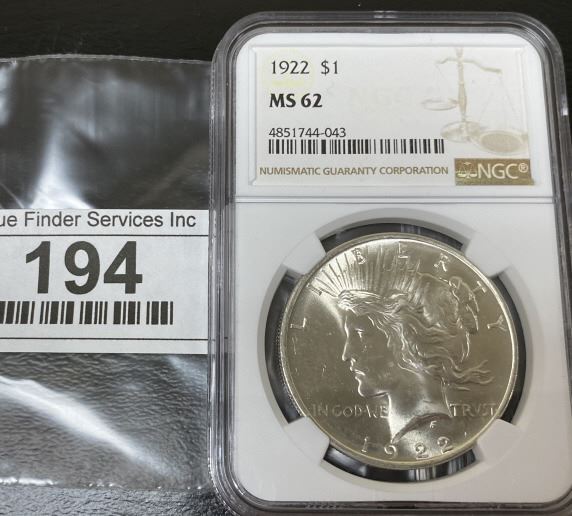 ue Finder Services Inc
194
1922 $1
MS 62
4851744-043
NUMISMATIC GUARANTY CORPORATION
NGC®
LIBERTY
IN GOD WE TRVST
1922